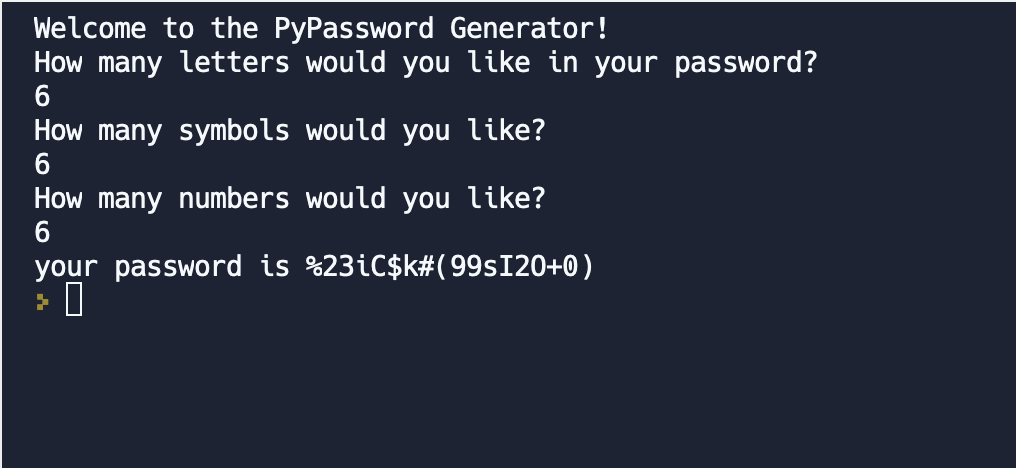 Welcome to the PyPassword Generator!
How many letters would you like in your password?
6
How many symbols would you like?
6
How many numbers would you like?
6
your password is %23iC$k#(99sI2O+0)